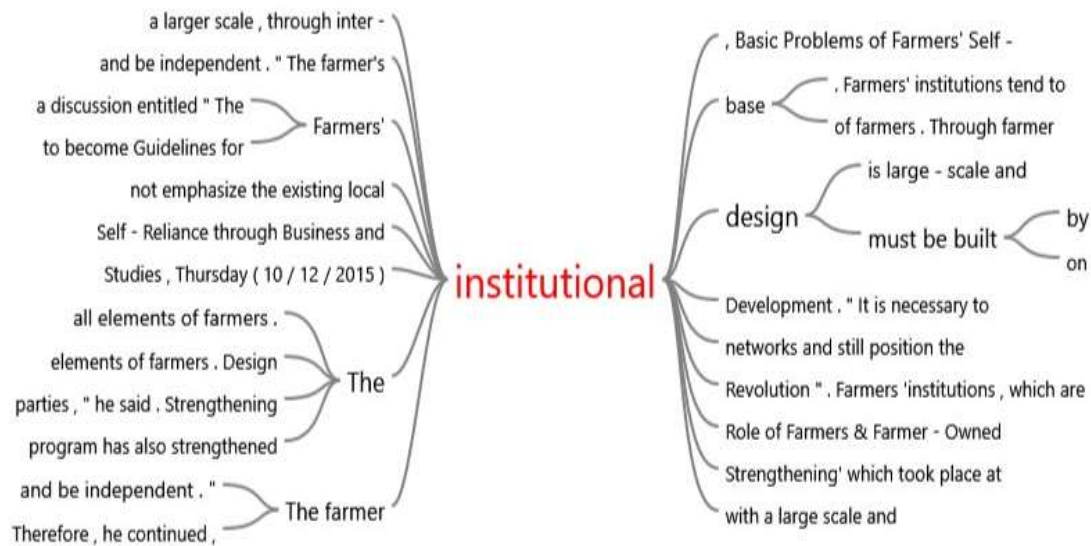 a larger scale , through inter -
and be independent . " The farmer's
a discussion entitled " The
to become Guidelines for
Farmers'
not emphasize the existing local
Self - Reliance through Business and
Studies , Thursday ( 10 / 12 / 2015 )
all elements of farmers .
elements of farmers . Design
parties , " he said . Strengthening
program has also strengthened
The
and be independent . "
Therefore , he continued ,
The farmer
institutional
, Basic Problems of Farmers' Self -
base
. Farmers' institutions tend to
of farmers . Through farmer
design
is large - scale and
must be built
by
on
Development . " It is necessary to
networks and still position the
Revolution " . Farmers 'institutions , which are
Role of Farmers & Farmer - Owned
Strengthening' which took place at
with a large scale and